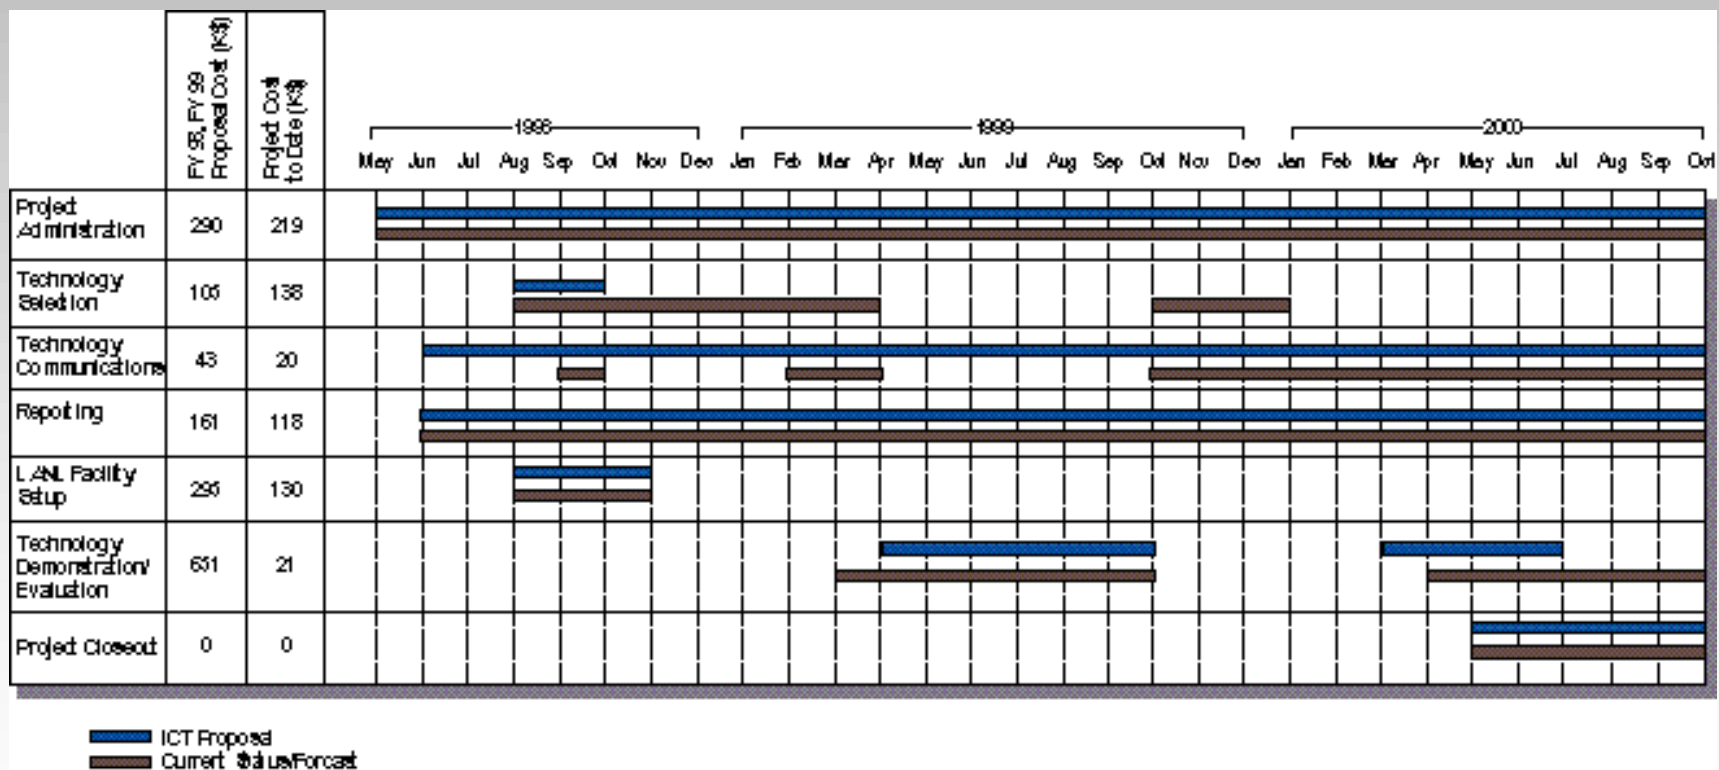 FY 98, FY 99
Proposal Cost (K$)
Project Cost
to Date (K$)
1998
1999
2000
May Jun Jul Aug Sep Oct Nov Dec Jan Feb Mar Apr May Jun Jul Aug Sep Oct Nov Dec Jan Feb Mar Apr May Jun Jul Aug Sep Oct
Project
Administration
290
219
Technology
Selection
105
138
Technology
Communications
43
20
Reporting
161
118
LANL Facility
Setup
295
130
Technology
Demonstration/
Evaluation
21
Project Closeout
0
0
ICT Proposal
Current Status/Forcast